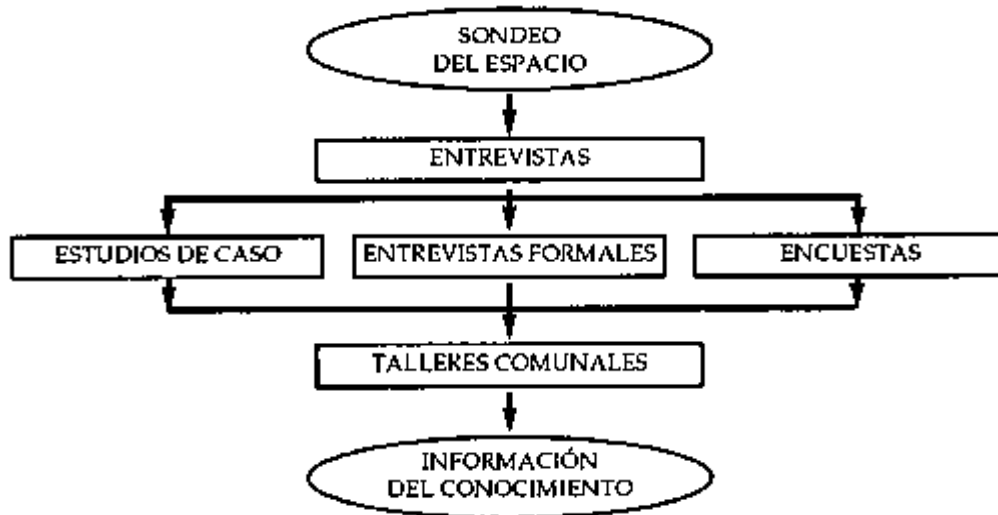 SONDEO
DEL ESPACIO
ENTREVISTAS
ESTUDIOS DE CASO
ENTREVISTAS FORMALES
ENCUESTAS
TALLERES COMUNALES
INFORMACIÓN
DEL CONOCIMIENTO